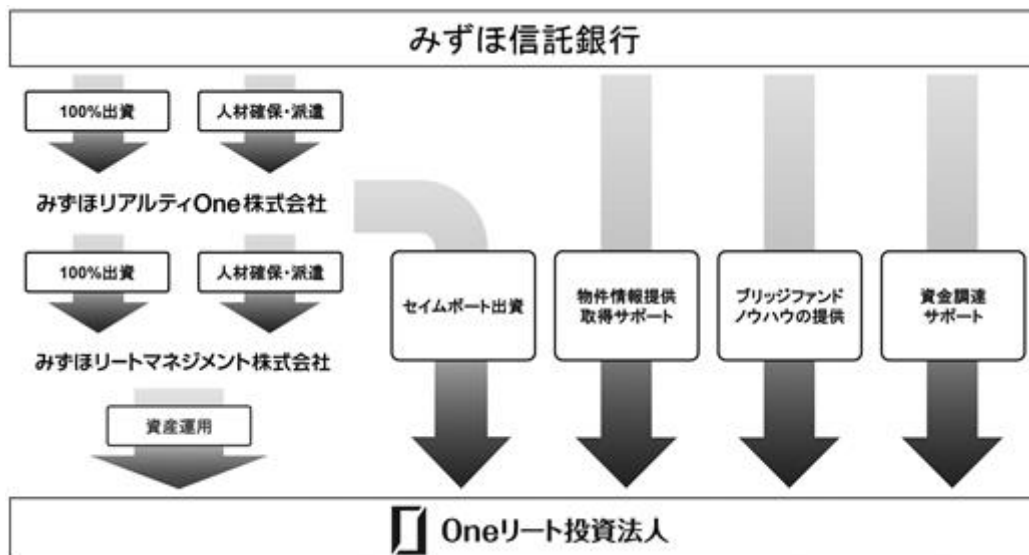 みずほ信託銀行
100%出資
人材確保・派遣
みずほリアルティOne株式会社
100%出資
人材確保・派遣
みずほリートマネジメント株式会社
資産運用
セイムボート出資
物件情報提供
取得サポート
ブリッジファンド
ノウハウの提供
資金調達
サポート
Oneリート投資法人